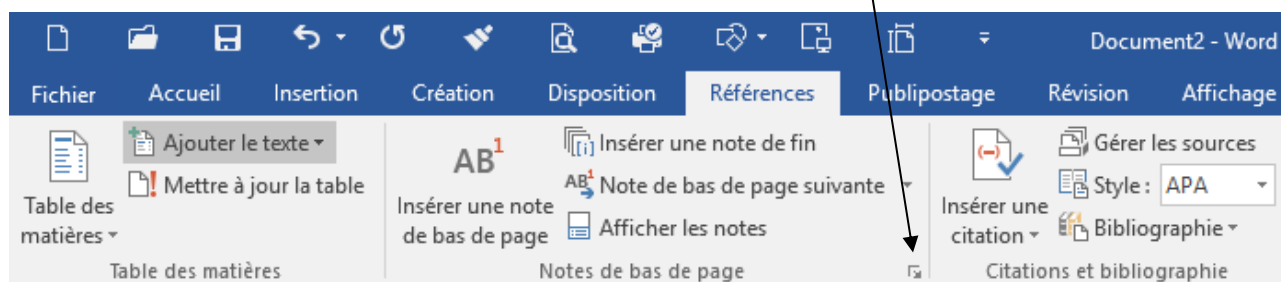 Document2 - Word
Fichier Accueil Insertion Création Disposition Références Publipostage Révision Affichage
Table des
matières
Ajouter le texte
Mettre à jour la table
Table des matières
AB1
Insérer une note
de bas de page
Insérer une note de fin
Note de bas de page suivante
Afficher les notes
Notes de bas de page
Insérer une
citation
Gérer les sources
Style : APA
Bibliographie
Citations et bibliographie